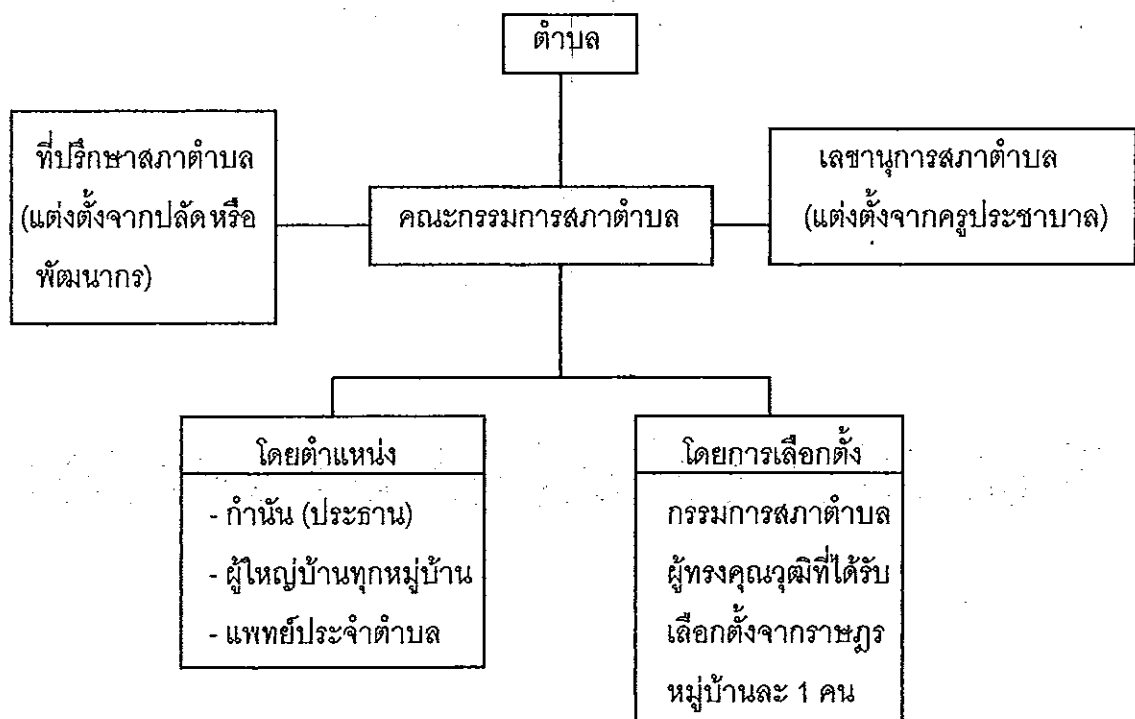 ตำบล
ที่ปรึกษาสภาตำบล
(แต่งตั้งจากปลัดหรือ
พัฒนากร)
คณะกรรมการสภาตำบล
เลขานุการสภาตำบล
(แต่งตั้งจากครูประชาบาล)
โดยตำแหน่ง
- กำนัน (ประธาน)
- ผู้ใหญ่บ้านทุกหมู่บ้าน
- แพทย์ประจำตำบล
โดยการเลือกตั้ง
กรรมการสภาตำบล
ผู้ทรงคุณวุฒิที่ได้รับ
เลือกตั้งจากราษฎร
หมู่บ้านละ 1 คน